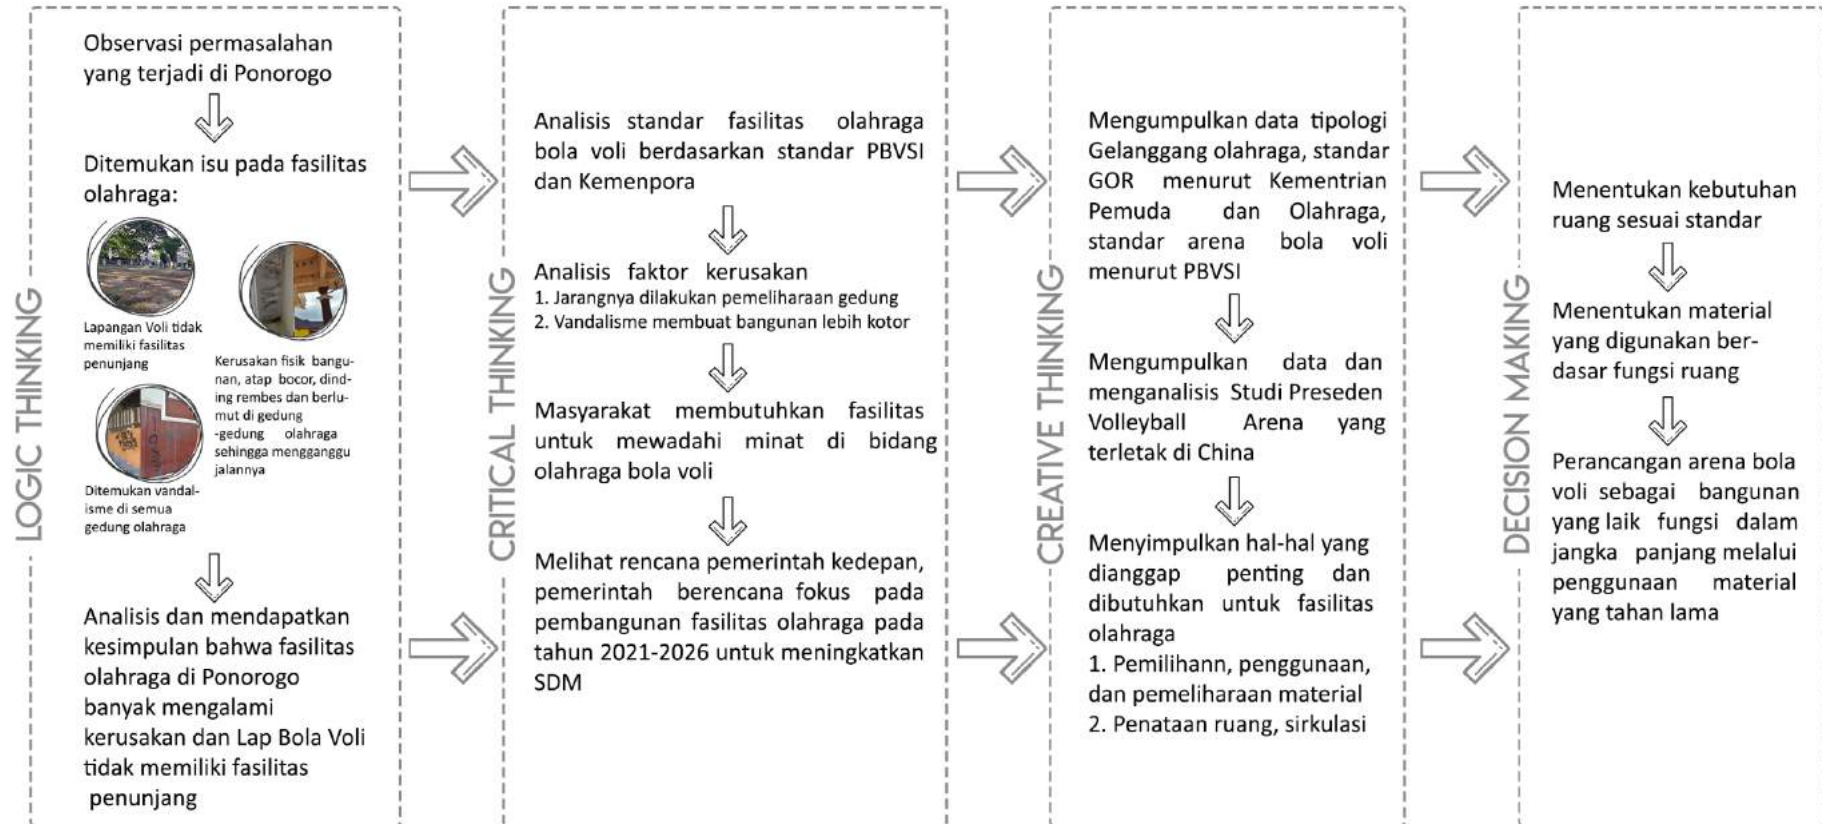 LOGIC THINKING
Observasi permasalahan
yang terjadi di Ponorogo
Ditemukan isu pada fasilitas
olahraga:
Lapangan Voli tidak
memiliki fasilitas
penunjang
Kerusakan fisik bangu-
nan, atap bocor, dind-
ing rembes dan berlu-
mut di gedung
-gedung olahraga
sehingga mengganggu
jalannya
Ditemukan vandal-
isme di semua
gedung olahraga
Analisis dan mendapatkan
kesimpulan bahwa fasilitas
olahraga di Ponorogo
banyak mengalami
kerusakan dan Lap Bola Voli
tidak memiliki fasilitas
penunjang
CRITICAL THINKING
Analisis standar fasilitas olahraga
bola voli berdasarkan standar PBVSI
dan Kemenpora
Analisis faktor kerusakan
1. Jarangnya dilakukan pemeliharaan gedung
2. Vandalisme membuat bangunan lebih kotor
Masyarakat membutuhkan fasilitas
untuk mewadahi minat di bidang
olahraga bola voli
Melihat rencana pemerintah kedepan,
pemerintah berencana fokus pada
pembangunan fasilitas olahraga pada
tahun 2021-2026 untuk meningkatkan
SDM
CREATIVE THINKING
Mengumpulkan data tipologi
Gelanggang olahraga, standar
GOR menurut Kementrian
Pemuda dan Olahraga,
standar arena bola voli
menurut PBVSI
Mengumpulkan data dan
menganalisis Studi Preseden
Volleyball Arena yang
terletak di China
Menyimpulkan hal-hal yang
dianggap penting dan
dibutuhkan untuk fasilitas
olahraga
1. Pemilihann, penggunaan,
dan pemeliharaan material
2. Penataan ruang, sirkulasi
DECISION MAKING
Menentukan kebutuhan
ruang sesuai standar
Menentukan material
yang digunakan ber-
dasar fungsi ruang
Perancangan arena bola
voli sebagai bangunan
yang laik fungsi dalam
jangka panjang melalui
penggunaan material
yang tahan lama